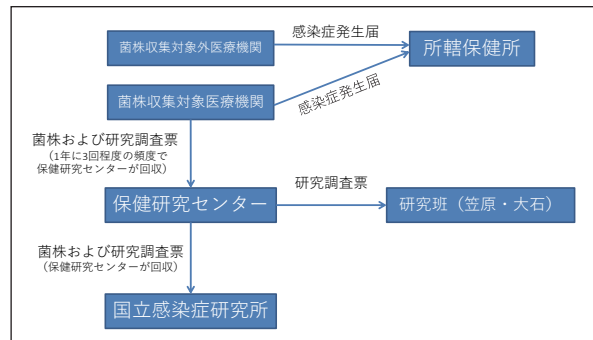 菌株収集対象外医療機関
感染症発生届
所轄保健所
菌株収集対象医療機関
感染症発生届
菌株および研究調査票
（1年に3回程度の頻度で
保健研究センターが回収）
研究調査票
保健研究センター
研究班（笠原・大石）
菌株および研究調査票
（保健研究センターが回収）
国立感染症研究所